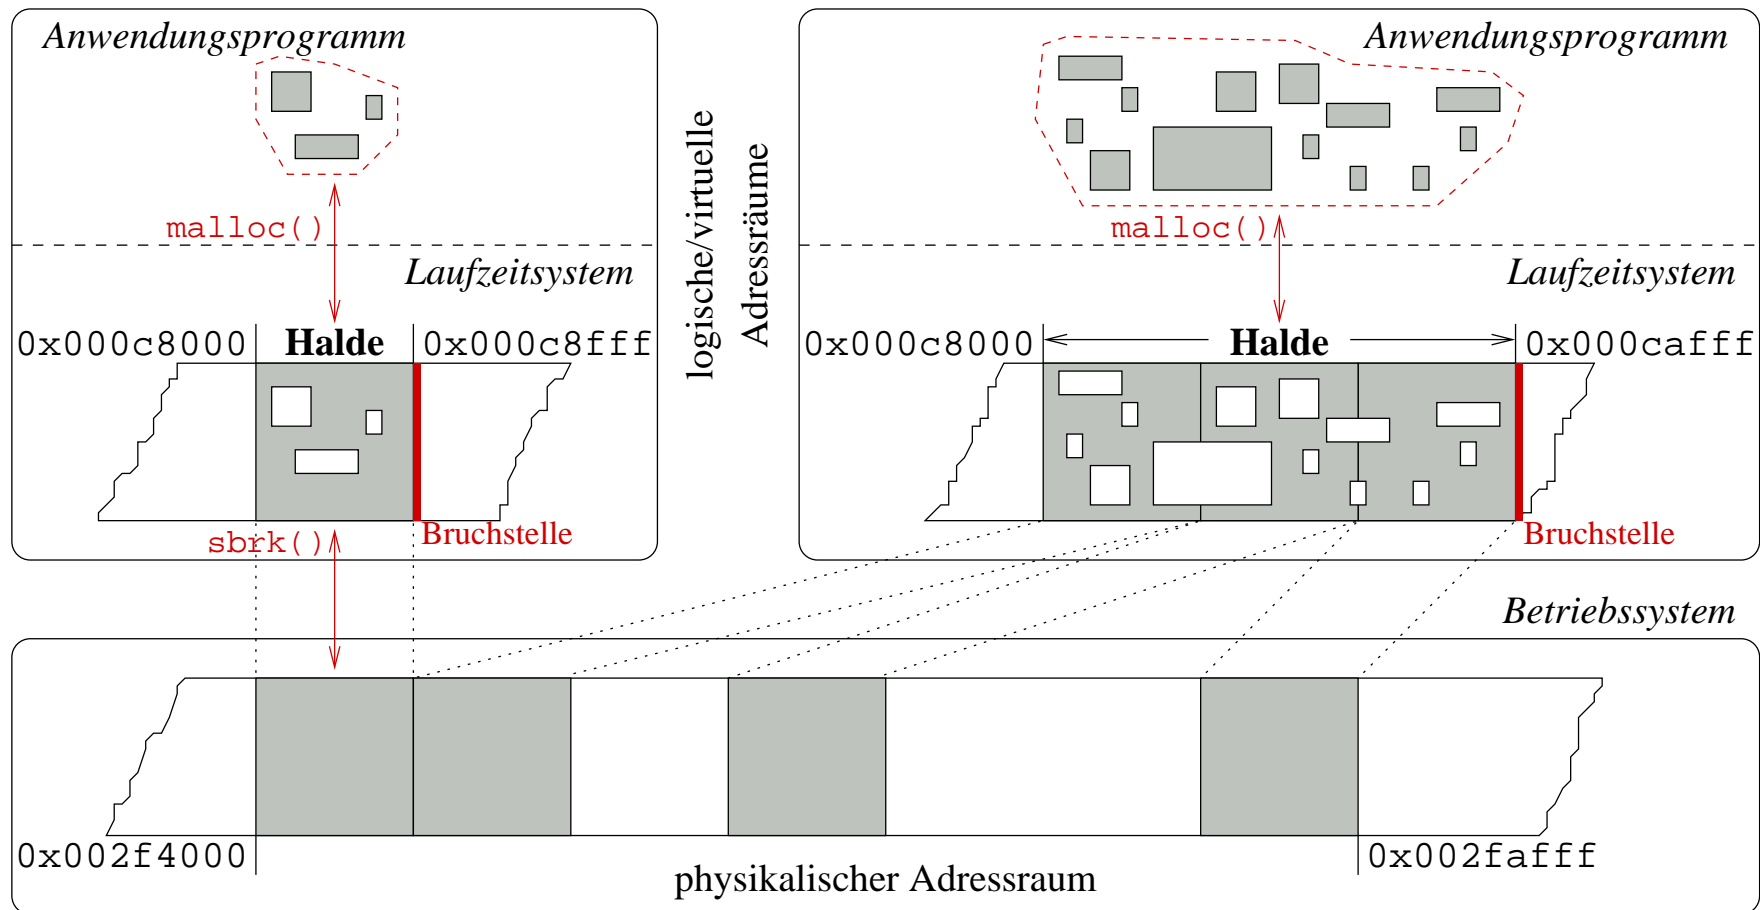 Anwendungsprogramm
malloc()
Laufzeitsystem
0x000c8000
Halde
0x000c8fff
sbrk()
Bruchstelle
logische/virtuelle
Adressräume
Anwendungsprogramm
malloc()
Laufzeitsystem
0x000c8000
Halde
0x000cafff
Bruchstelle
Betriebssystem
0x002f4000
0x002fafff
physikalischer Adressraum